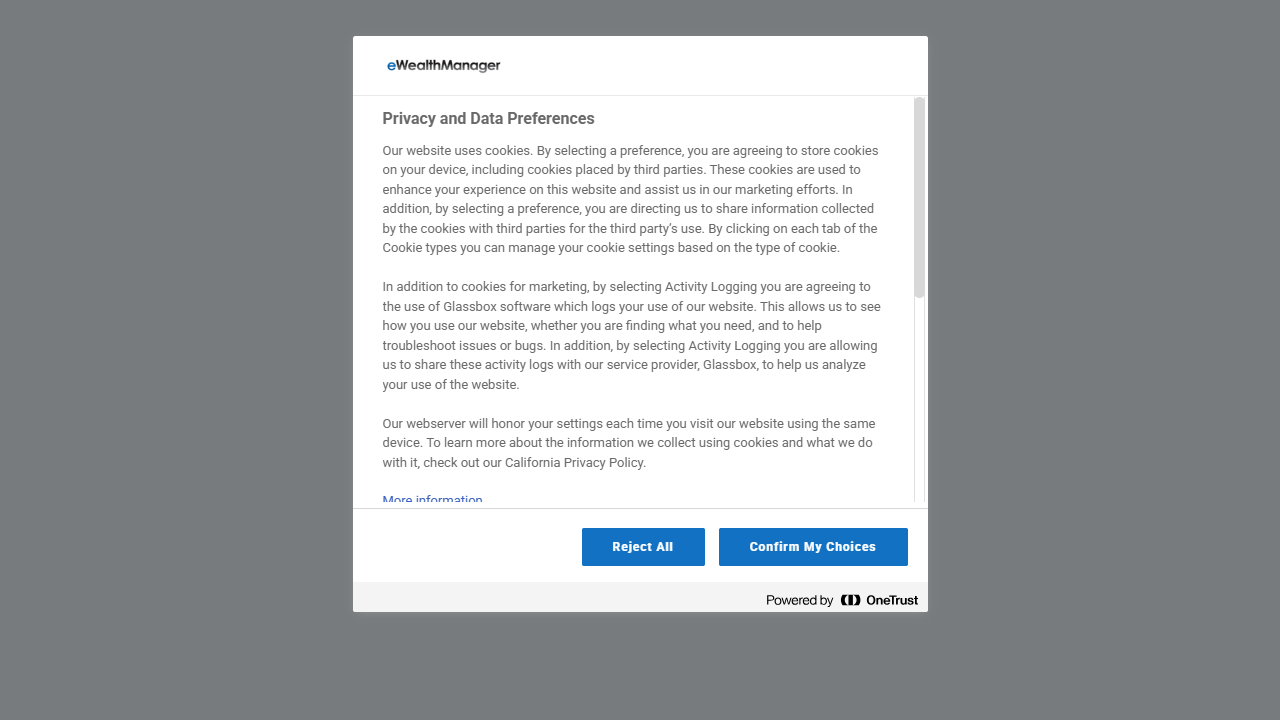 eWealthManager
Privacy and Data Preferences
Our website uses cookies. By selecting a preference, you are agreeing to store cookies
on your device, including cookies placed by third parties. These cookies are used to
enhance your experience on this website and assist us in our marketing efforts. In
addition, by selecting a preference, you are directing us to share information collected
by the cookies with third parties for the third party's use. By clicking on each tab of the
Cookie types you can manage your cookie settings based on the type of cookie.
In addition to cookies for marketing, by selecting Activity Logging you are agreeing to
the use of Glassbox software which logs your use of our website. This allows us to see
how you use our website, whether you are finding what you need, and to help
troubleshoot issues or bugs. In addition, by selecting Activity Logging you are allowing
us to share these activity logs with our service provider, Glassbox, to help us analyze
your use of the website.
Our webserver will honor your settings each time you visit our website using the same
device. To learn more about the information we collect using cookies and what we do
with it, check out our California Privacy Policy.
More information
Reject All
Confirm My Choices
Powered by OneTrust